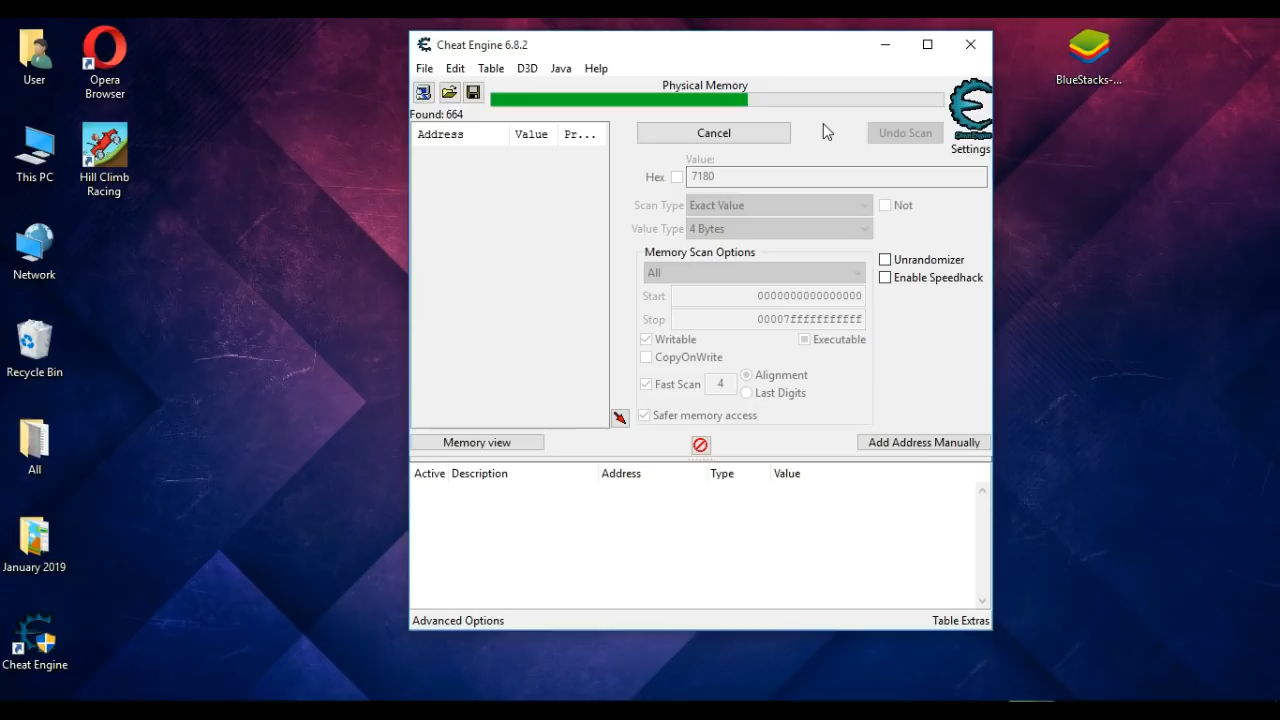 User
Opera
Browser
This PC
Hill Climb
Racing
Network
Recycle Bin
All
January 2019
Cheat Engine
BlueStacks-...
Cheat Engine 6.8.2
File Edit Table D3D Java Help
Physical Memory
Found: 664
Address Value Pr...
Cancel
Undo Scan
Settings
Value:
Hex 7180
Scan Type Exact Value Not
Value Type 4 Bytes
Memory Scan Options
All
Unrandomizer
Enable Speedhack
Start 0000000000000000
Stop 00007fffffffffff
Writable Executable
CopyOnWrite
Fast Scan 4 Alignment
Last Digits
Safer memory access
Memory view
Add Address Manually
Active Description Address Type Value
Advanced Options Table Extras